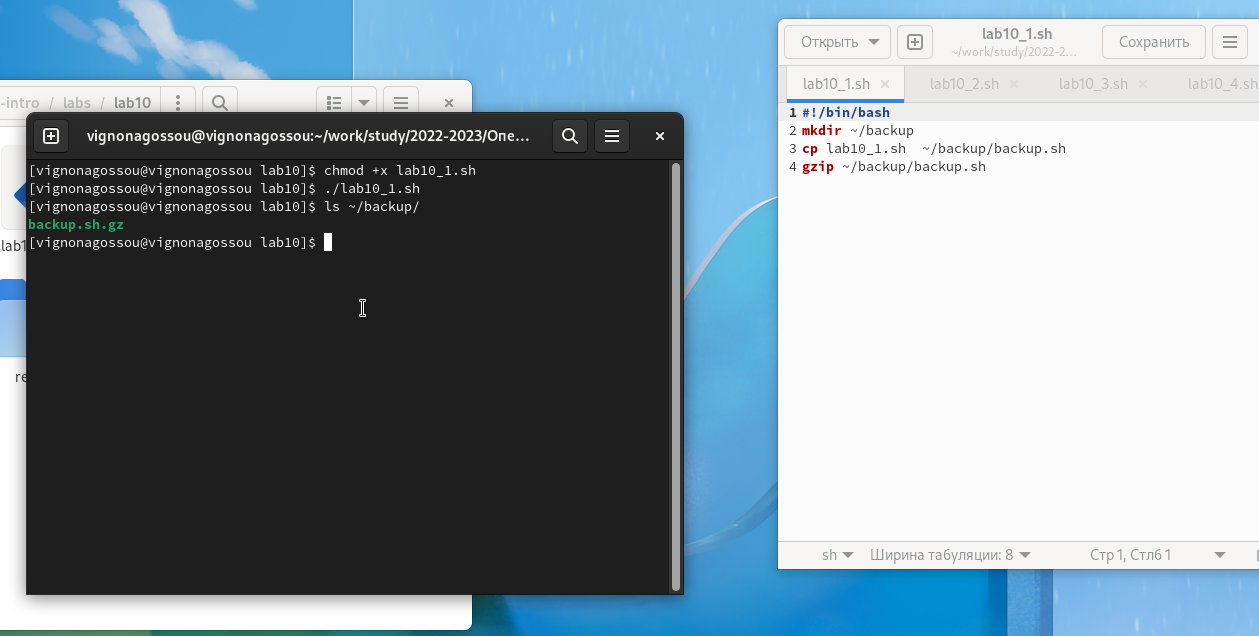 -intro / labs / lab10
lab1
re
vignonagossou@vignonagossou:~/work/study/2022-2023/Опе...
[vignonagossou@vignonagossou lab10]$ chmod +x lab10_1.sh
[vignonagossou@vignonagossou lab10]$ ./lab10_1.sh
[vignonagossou@vignonagossou lab10]$ ls ~/backup/
backup.sh.gz
[vignonagossou@vignonagossou lab10]$
Открыть
lab10_1.sh
~/work/study/2022-2...
Сохранить
lab10_1.sh lab10_2.sh lab10_3.sh lab10_4.sh
1 #!/bin/bash
2 mkdir ~/backup
3 cp lab10_1.sh  ~/backup/backup.sh
4 gzip ~/backup/backup.sh
sh Ширина табуляции: 8 Стр 1, Стлб 1